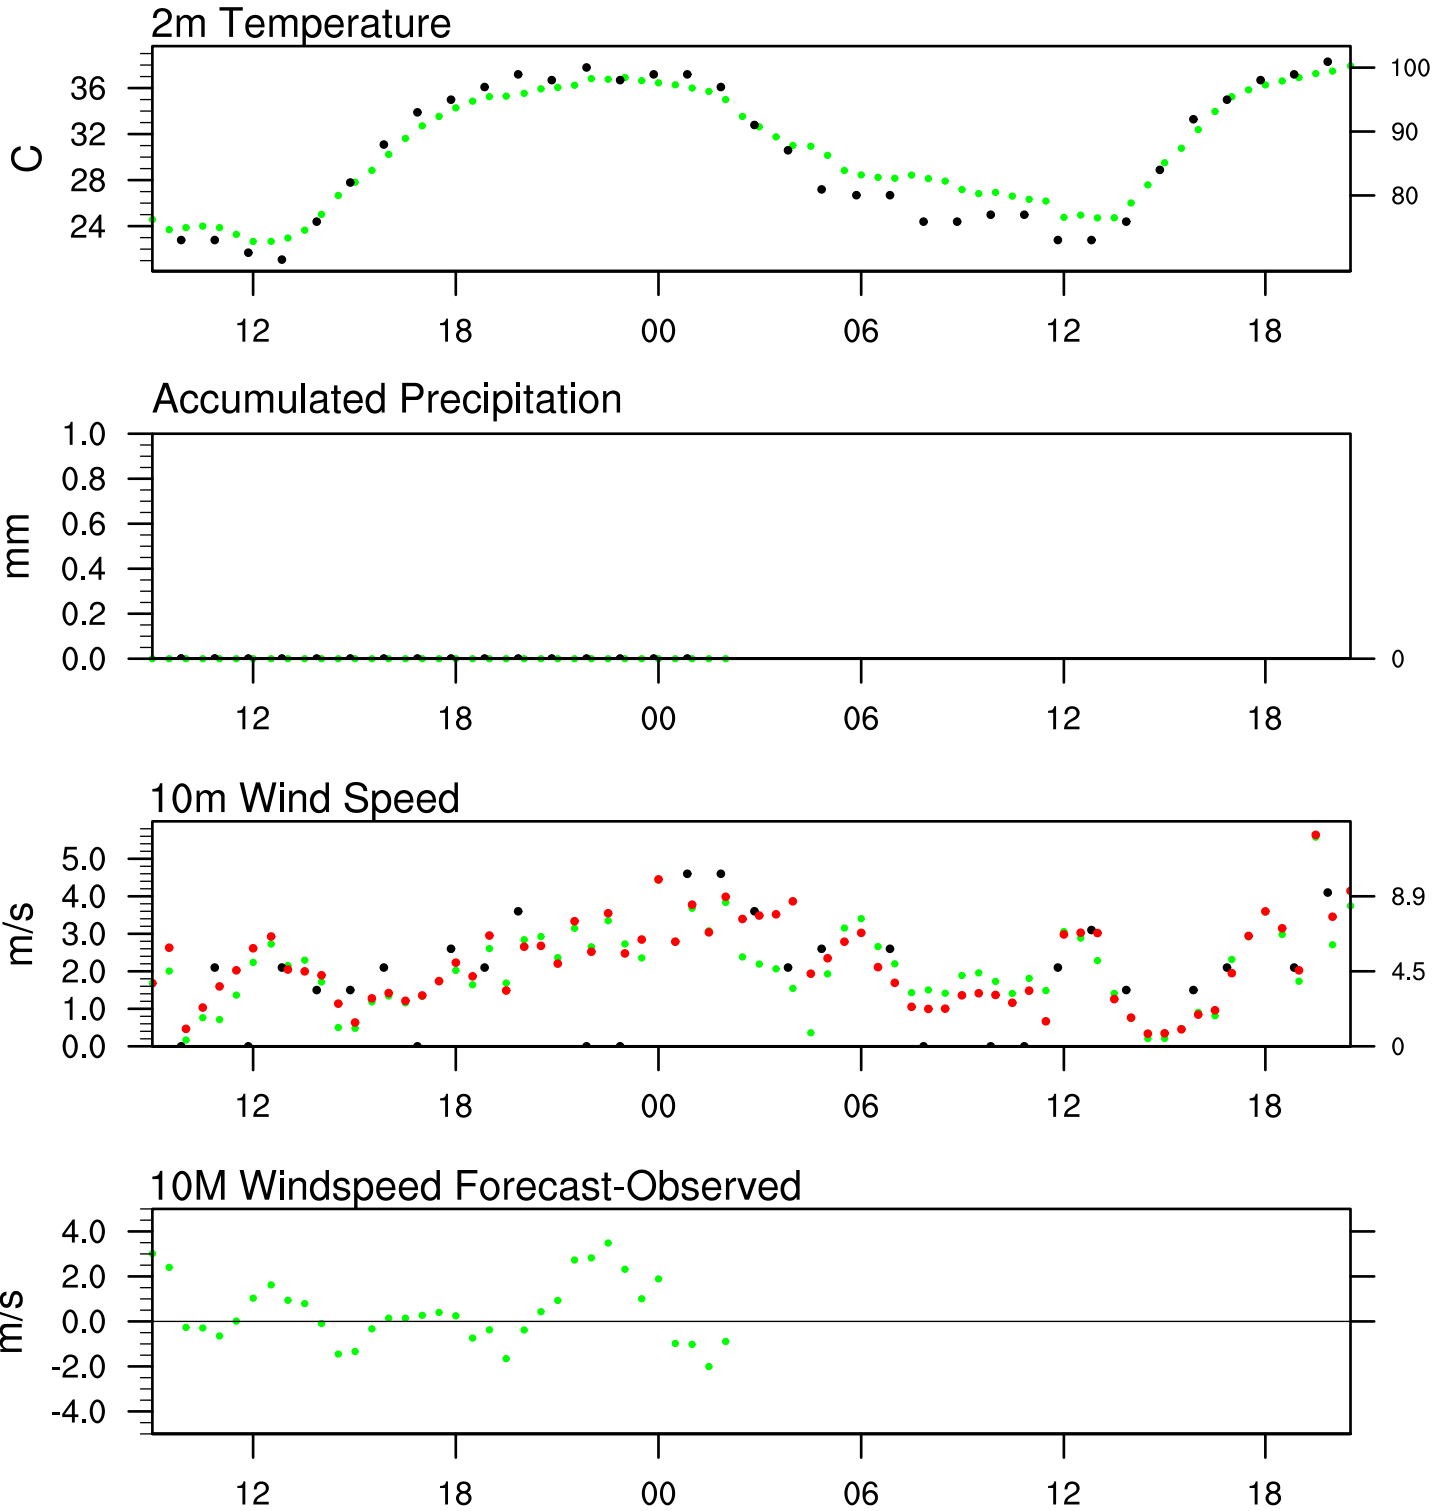 2m Temperature
36
32
28
24
C
100
90
80
12 18 00 06 12 18
Accumulated Precipitation
1.0
0.8
0.6
0.4
0.2
0.0
mm
0
12 18 00 06 12 18
10m Wind Speed
5.0
4.0
3.0
2.0
1.0
0.0
m/s
8.9
4.5
0
12 18 00 06 12 18
10M Windspeed Forecast-Observed
4.0
2.0
0.0
-2.0
-4.0
m/s
12 18 00 06 12 18